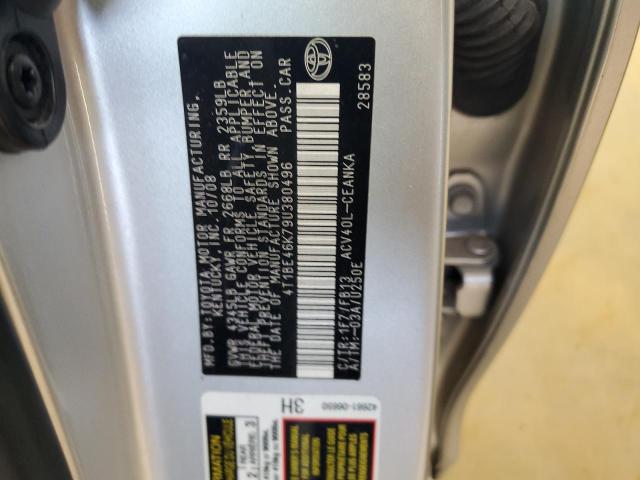 MFD.BY:TOYOTA MOTOR MANUFACTURING,
KENTUCKY, INC. 10/08
GVWR 4345LB GAWR FR 2668LB RR 2359LB
THIS VEHICLE CONFORMS TO ALL APPLICABLE
FEDERAL MOTOR VEHICLE SAFETY, BUMPER, AND
THEFT PREVENTION STANDARDS IN EFFECT ON
THE DATE OF MANUFACTURE SHOWN ABOVE.
4T1BE46K79U380496 PASS.CAR
C/TR:1F7/FB13 ACV40L-CEANKA
A/TM:-03A/U250E 28583
42661-06650
3H